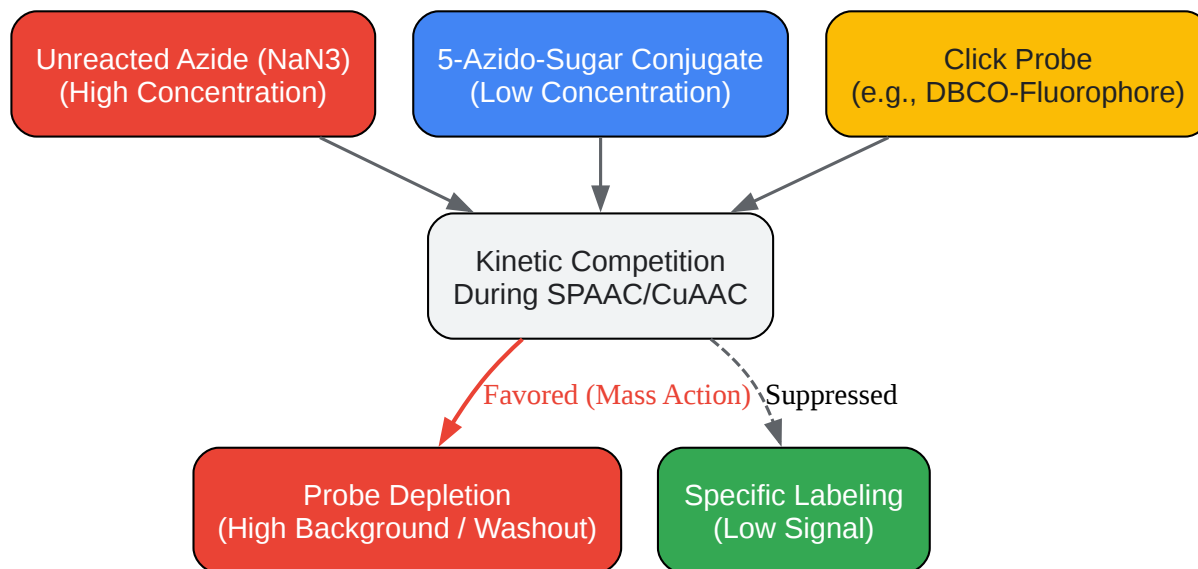 Unreacted Azide (NaN3)
(High Concentration)
5-Azido-Sugar Conjugate
(Low Concentration)
Click Probe
(e.g., DBCO-Fluorophore)
Kinetic Competition
During SPAAC/CuAAC
Favored (Mass Action)
Suppressed
Probe Depletion
(High Background / Washout)
Specific Labeling
(Low Signal)